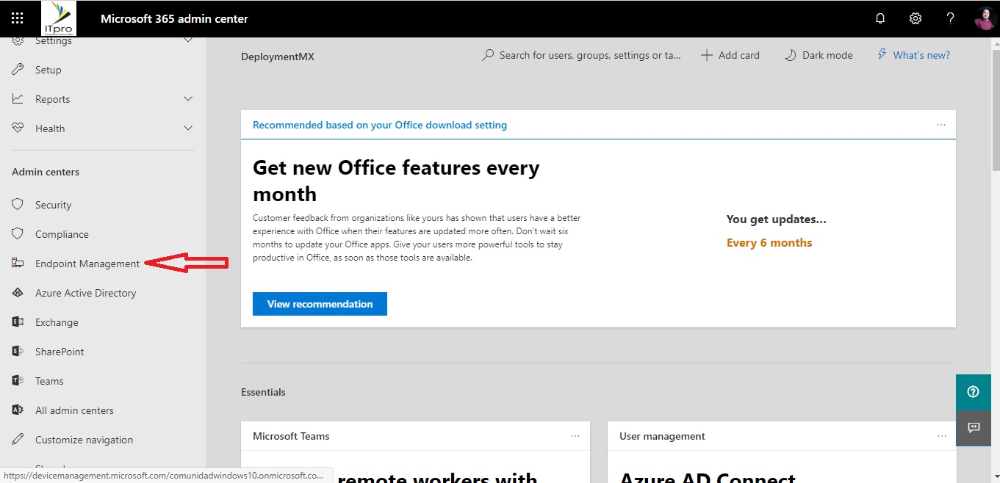 ITpro
Microsoft 365 admin center
?
Settings
Setup
Reports
Health
Admin centers
Security
Compliance
Endpoint Management
Azure Active Directory
Exchange
SharePoint
Teams
All admin centers
Customize navigation
https://devicemanagement.microsoft.com/comunidadwindows10.onmicrosoft.co...
DeploymentMX
Search for users, groups, settings or ta...
Add card
Dark mode
What's new?
Recommended based on your Office download setting
Get new Office features every
month
Customer feedback from organizations like yours has shown that users have a better
experience with Office when their features are updated more often. Don't wait six
months to update your Office apps. Give your users more powerful tools to stay
productive in Office, as soon as those tools are available.
View recommendation
You get updates...
Every 6 months
Essentials
Microsoft Teams
remote workers with
User management
Azure AD Connect